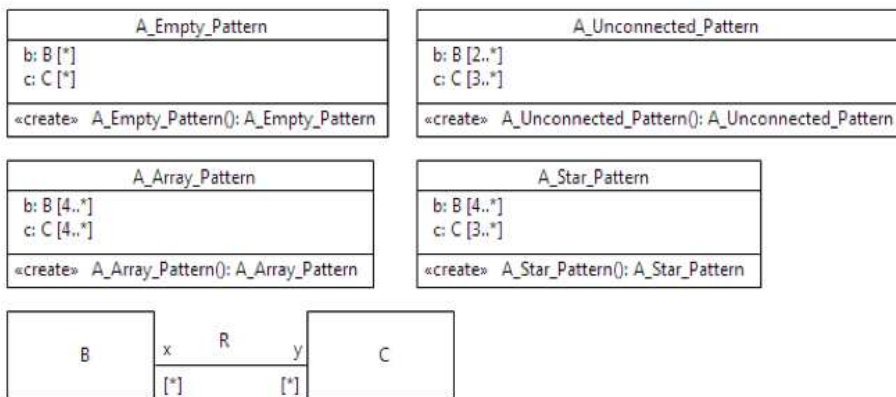 A_Empty_Pattern
b: B [*]
c: C [*]
«create» A_Empty_Pattern(): A_Empty_Pattern
A_Unconnected_Pattern
b: B [2..*]
c: C [3..*]
«create» A_Unconnected_Pattern(): A_Unconnected_Pattern
A_Array_Pattern
b: B [4..*]
c: C [4..*]
«create» A_Array_Pattern(): A_Array_Pattern
A_Star_Pattern
b: B [4..*]
c: C [3..*]
«create» A_Star_Pattern(): A_Star_Pattern
B
x R y
[*] [*]
C